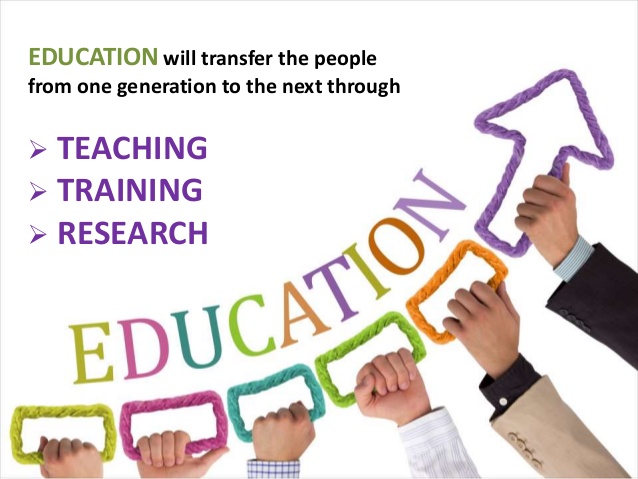 EDUCATION will transfer the people
from one generation to the next through
TEACHING
TRAINING
RESEARCH
EDUCATION